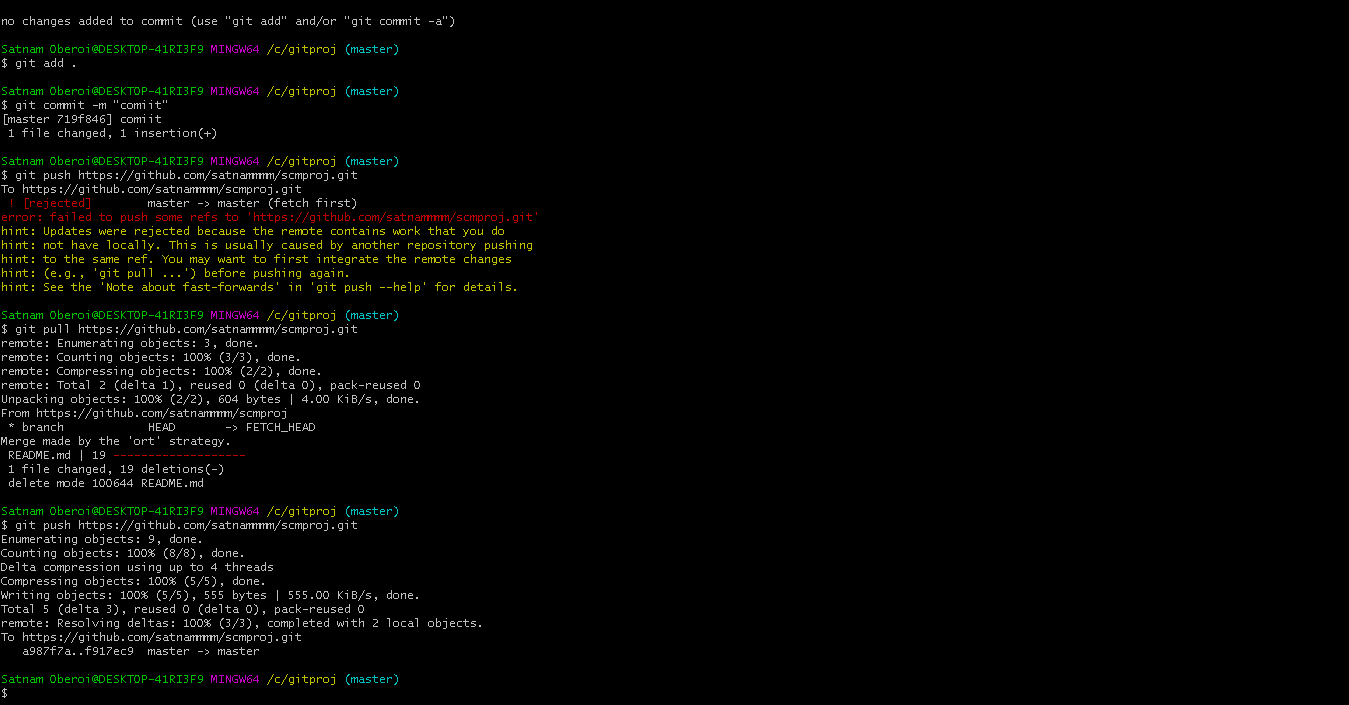 no changes added to commit (use "git add" and/or "git commit -a")
Satnam Oberoi@DESKTOP-41RI3F9 MINGW64 /c/gitproj (master)
$ git add .
Satnam Oberoi@DESKTOP-41RI3F9 MINGW64 /c/gitproj (master)
$ git commit -m "comiit"
[master 719f846] comiit
 1 file changed, 1 insertion(+)
Satnam Oberoi@DESKTOP-41RI3F9 MINGW64 /c/gitproj (master)
$ git push https://github.com/satnammmm/scmproj.git
To https://github.com/satnammmm/scmproj.git
 ! [rejected]        master -> master (fetch first)
error: failed to push some refs to 'https://github.com/satnammmm/scmproj.git'
hint: Updates were rejected because the remote contains work that you do
hint: not have locally. This is usually caused by another repository pushing
hint: to the same ref. You may want to first integrate the remote changes
hint: (e.g., 'git pull ...') before pushing again.
hint: See the 'Note about fast-forwards' in 'git push --help' for details.
Satnam Oberoi@DESKTOP-41RI3F9 MINGW64 /c/gitproj (master)
$ git pull https://github.com/satnammmm/scmproj.git
remote: Enumerating objects: 3, done.
remote: Counting objects: 100% (3/3), done.
remote: Compressing objects: 100% (2/2), done.
remote: Total 2 (delta 1), reused 0 (delta 0), pack-reused 0
Unpacking objects: 100% (2/2), 604 bytes | 4.00 KiB/s, done.
From https://github.com/satnammmm/scmproj
 * branch            HEAD       -> FETCH_HEAD
Merge made by the 'ort' strategy.
 README.md | 19 -------------------
 1 file changed, 19 deletions(-)
 delete mode 100644 README.md
Satnam Oberoi@DESKTOP-41RI3F9 MINGW64 /c/gitproj (master)
$ git push https://github.com/satnammmm/scmproj.git
Enumerating objects: 9, done.
Counting objects: 100% (8/8), done.
Delta compression using up to 4 threads
Compressing objects: 100% (5/5), done.
Writing objects: 100% (5/5), 555 bytes | 555.00 KiB/s, done.
Total 5 (delta 3), reused 0 (delta 0), pack-reused 0
remote: Resolving deltas: 100% (3/3), completed with 2 local objects.
To https://github.com/satnammmm/scmproj.git
   a987f7a..f917ec9  master -> master
Satnam Oberoi@DESKTOP-41RI3F9 MINGW64 /c/gitproj (master)
$